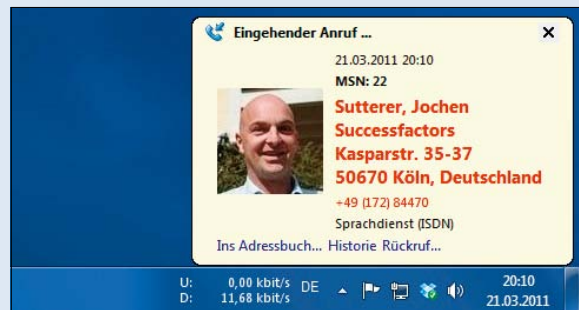 Eingehender Anruf ...
21.03.2011 20:10
MSN: 22
Sutterer, Jochen
Successfactors
Kasparstr. 35-37
50670 Köln, Deutschland
+49 (172) 84470
Sprachdienst (ISDN)
Ins Adressbuch... Historie Rückruf...
U: 0,00 kbit/s DE 20:10
D: 11,68 kbit/s 21.03.2011